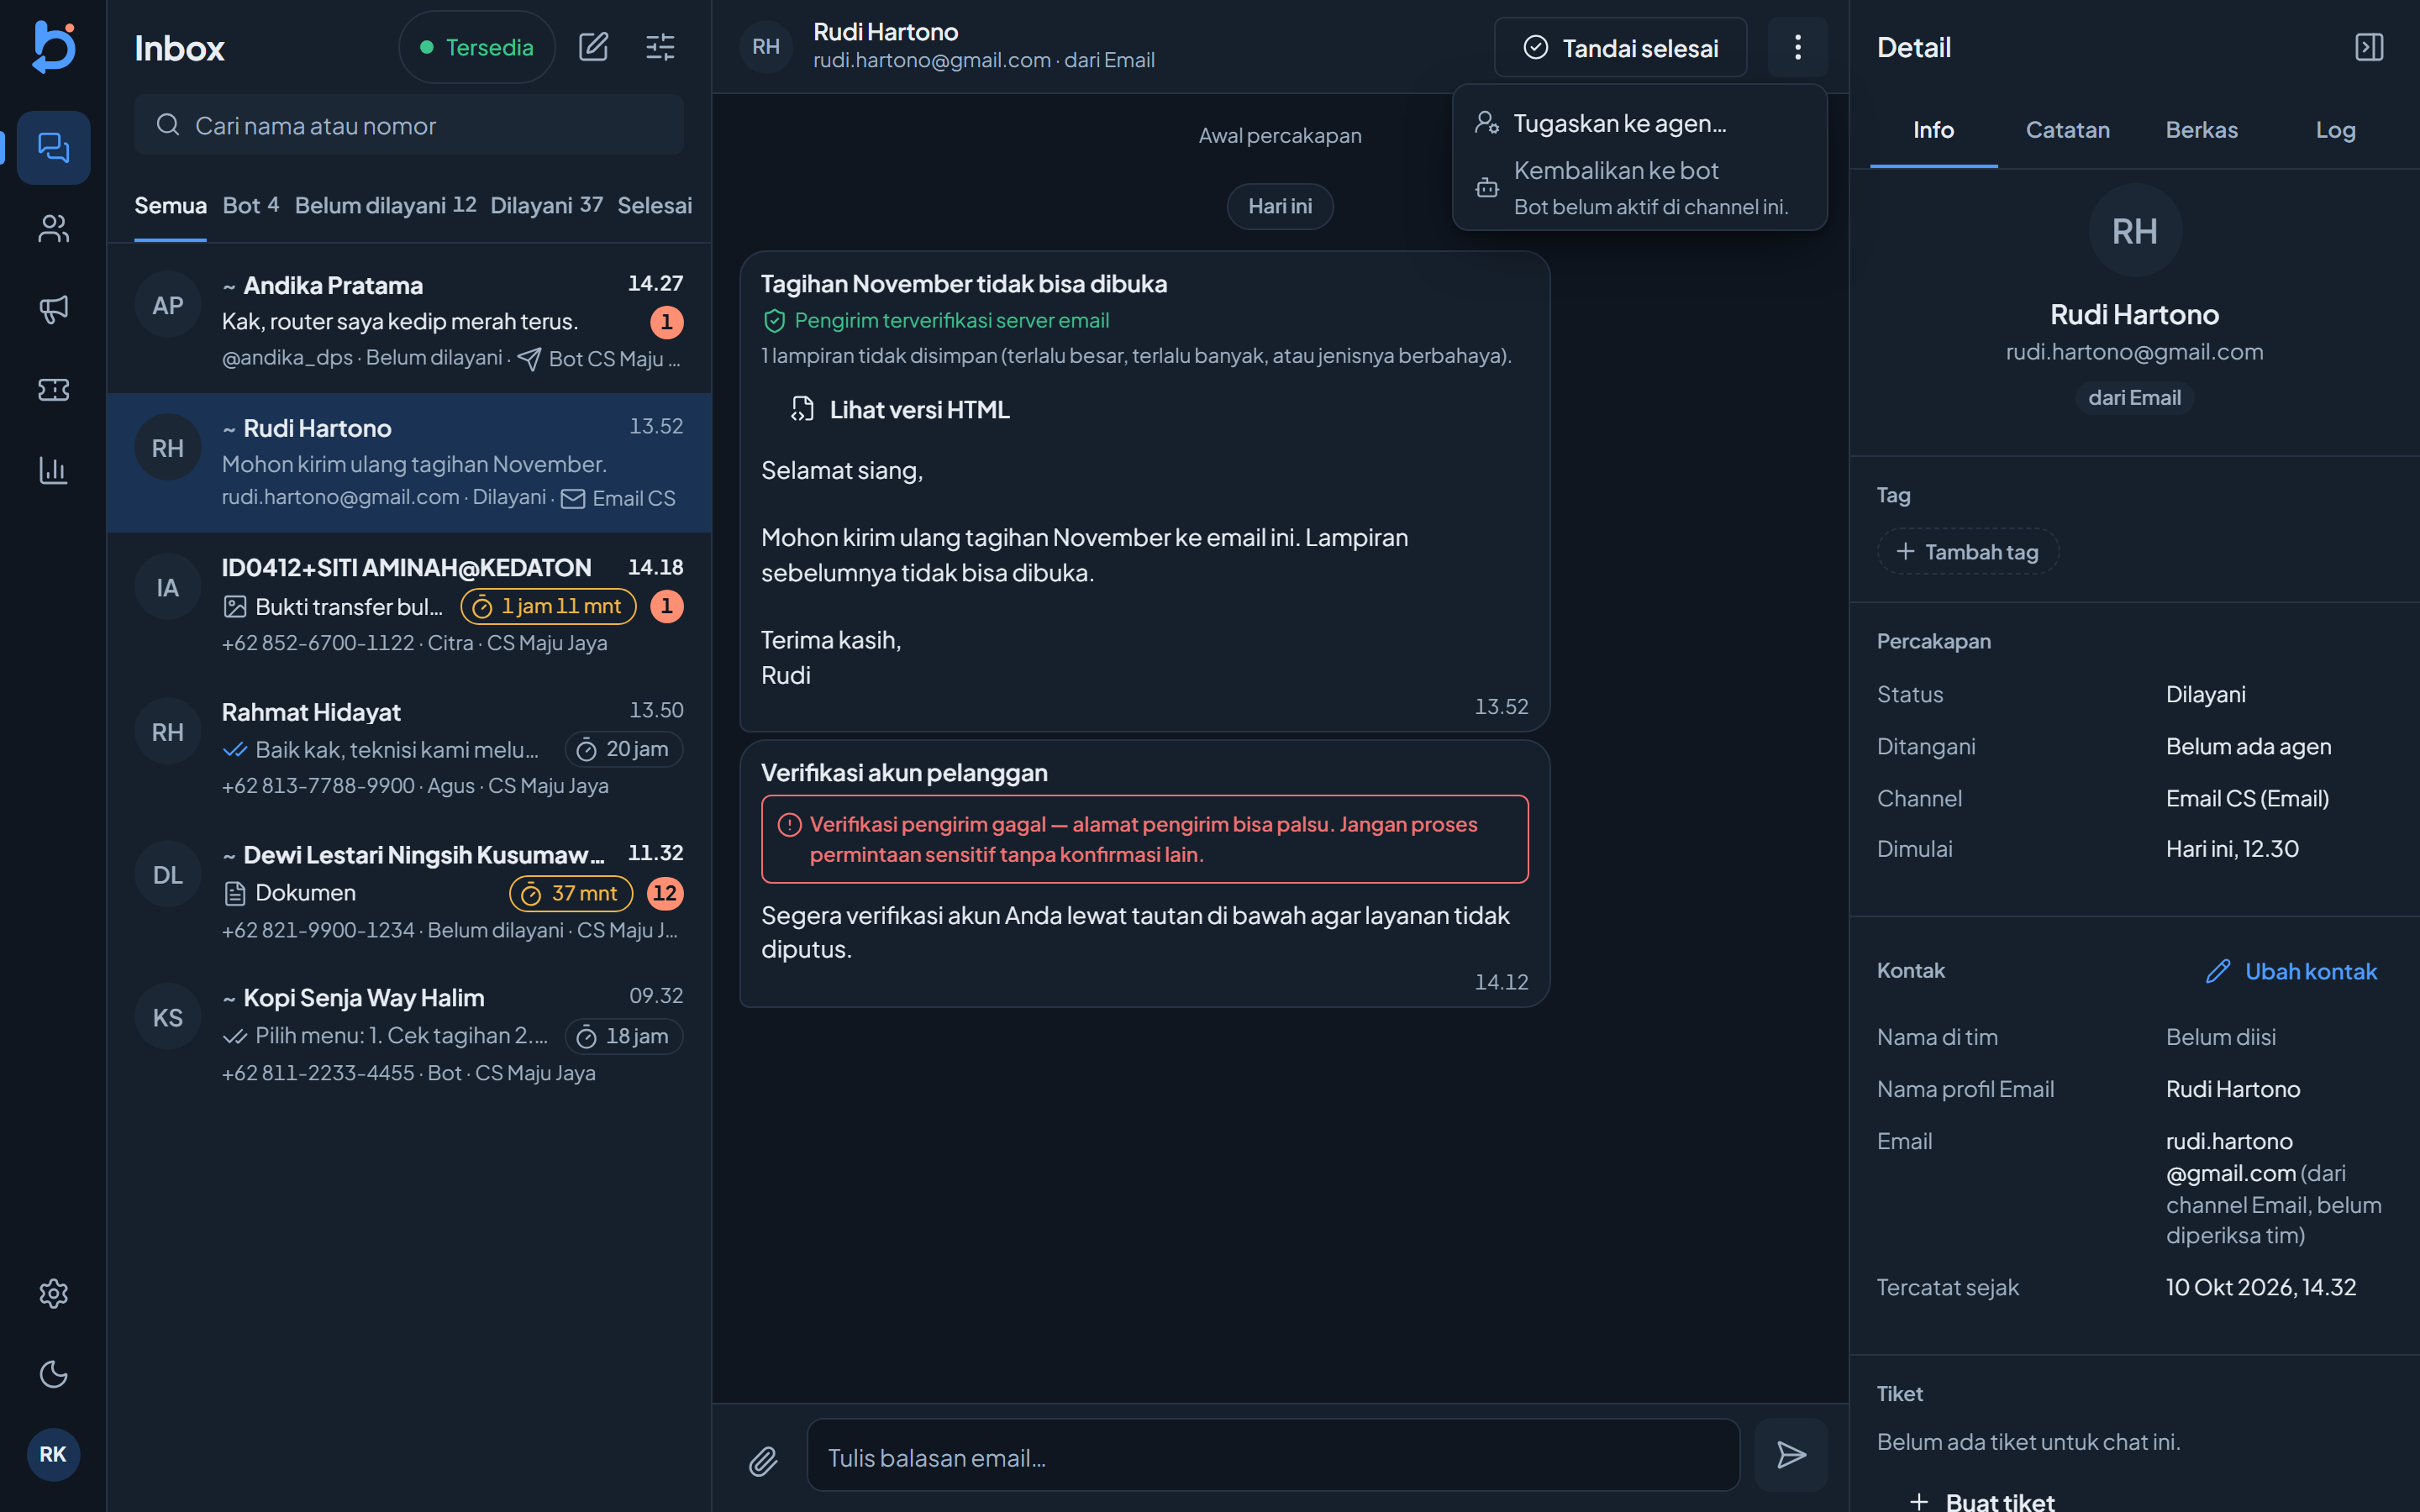 Inbox
Tersedia
Cari nama atau nomor
Semua Bot 4 Belum dilayani 12 Dilayani 37 Selesai
AP
~ Andika Pratama 14.27
Kak, router saya kedip merah terus. 1
@andika_dps · Belum dilayani · Bot CS Maju ...
RH
~ Rudi Hartono 13.52
Mohon kirim ulang tagihan November.
rudi.hartono@gmail.com · Dilayani · Email CS
IA
ID0412+SITI AMINAH@KEDATON 14.18
Bukti transfer bul... 1 jam 11 mnt 1
+62 852-6700-1122 · Citra · CS Maju Jaya
RH
Rahmat Hidayat 13.50
Baik kak, teknisi kami melu... 20 jam
+62 813-7788-9900 · Agus · CS Maju Jaya
DL
~ Dewi Lestari Ningsih Kusumaw... 11.32
Dokumen 37 mnt 12
+62 821-9900-1234 · Belum dilayani · CS Maju J...
KS
~ Kopi Senja Way Halim 09.32
Pilih menu: 1. Cek tagihan 2.... 18 jam
+62 811-2233-4455 · Bot · CS Maju Jaya
RK
RH
Rudi Hartono
rudi.hartono@gmail.com · dari Email
Tandai selesai
Tugaskan ke agen...
Kembalikan ke bot
Bot belum aktif di channel ini.
Awal percakapan
Hari ini
Tagihan November tidak bisa dibuka
Pengirim terverifikasi server email
1 lampiran tidak disimpan (terlalu besar, terlalu banyak, atau jenisnya berbahaya).
Lihat versi HTML
Selamat siang,
Mohon kirim ulang tagihan November ke email ini. Lampiran
sebelumnya tidak bisa dibuka.
Terima kasih,
Rudi
13.52
Verifikasi akun pelanggan
Verifikasi pengirim gagal — alamat pengirim bisa palsu. Jangan proses
permintaan sensitif tanpa konfirmasi lain.
Segera verifikasi akun Anda lewat tautan di bawah agar layanan tidak
diputus.
14.12
Tulis balasan email...
Detail
Info Catatan Berkas Log
RH
Rudi Hartono
rudi.hartono@gmail.com
dari Email
Tag
+ Tambah tag
Percakapan
Status Dilayani
Ditangani Belum ada agen
Channel Email CS (Email)
Dimulai Hari ini, 12.30
Kontak Ubah kontak
Nama di tim Belum diisi
Nama profil Email Rudi Hartono
Email rudi.hartono
@gmail.com (dari
channel Email, belum
diperiksa tim)
Tercatat sejak 10 Okt 2026, 14.32
Tiket
Belum ada tiket untuk chat ini.
+ Buat tiket